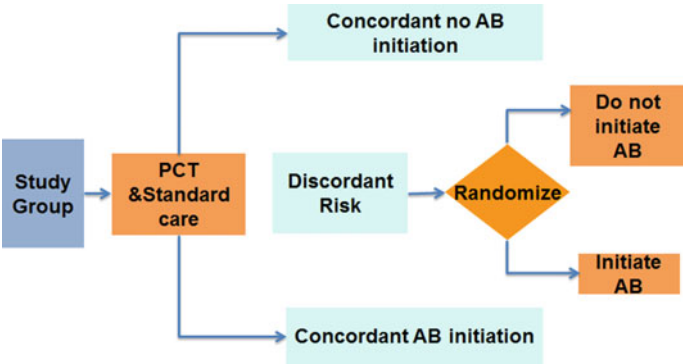 Study
Group
PCT
&Standard
care
Concordant no AB
initiation
Discordant
Risk
Concordant AB initiation
Randomize
Do not
initiate
AB
Initiate
AB